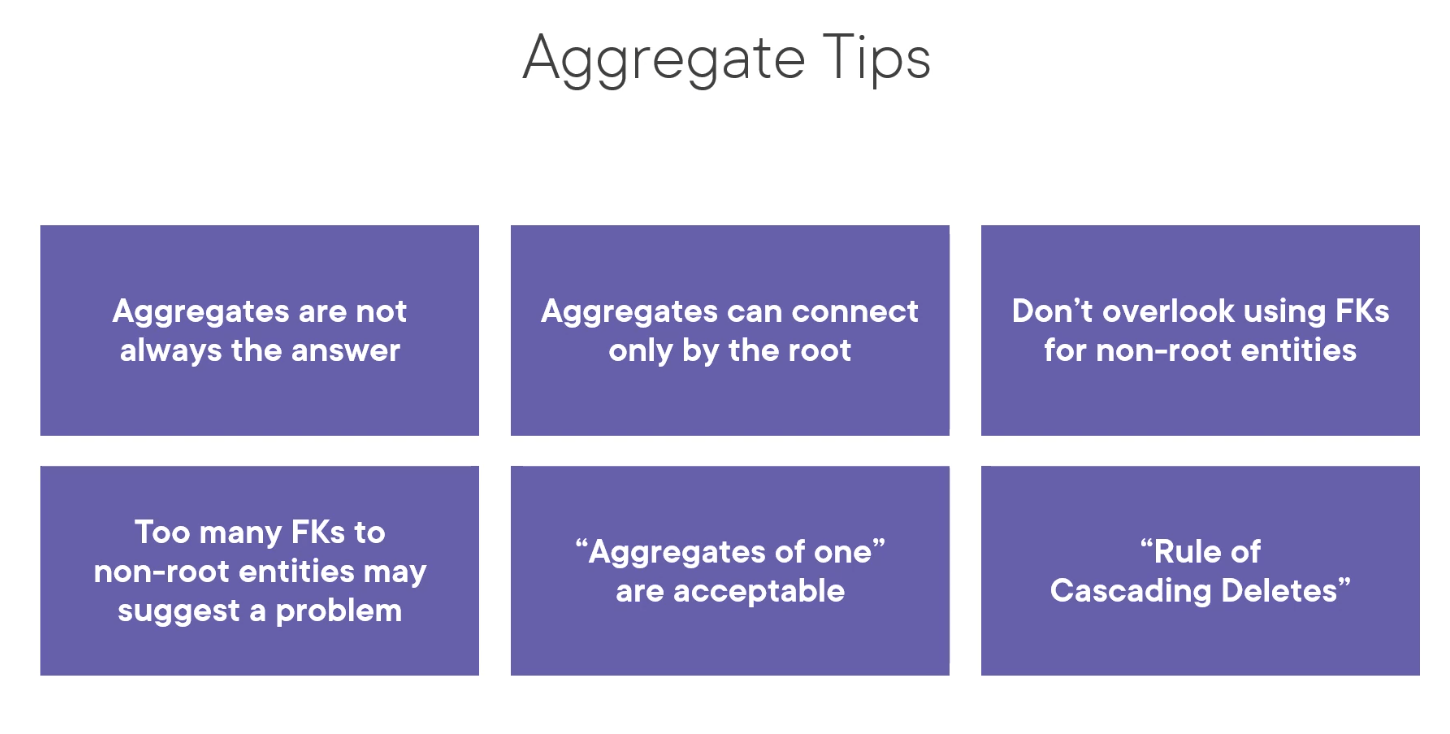 Aggregate Tips
Aggregates are not
always the answer
Aggregates can connect
only by the root
Don’t overlook using FKs
for non-root entities
Too many FKs to
non-root entities may
suggest a problem
“Aggregates of one”
are acceptable
“Rule of
Cascading Deletes”